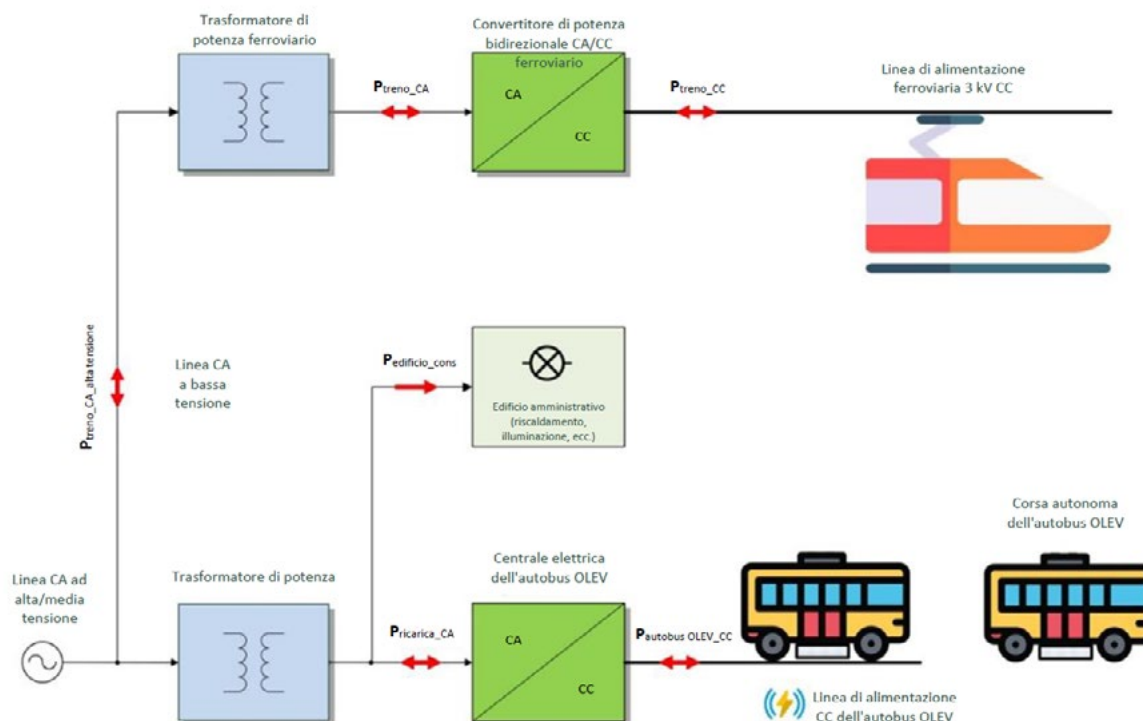 Trasformatore di
potenza ferroviario
Convertitore di potenza
bidirezionale CA/CC
ferroviario
Linea di alimentazione
ferroviaria 3 kV CC
Ptreno_CA
CA
CC
Ptreno_CC
Ptreno_CA_alta tensione
Linea CA
a bassa
tensione
Pedificio_cons
Edificio amministrativo
(riscaldamento,
illuminazione, ecc.)
Corsa autonoma
dell'autobus OLEV
Linea CA ad
alta/media
tensione
Trasformatore di potenza
Centrale elettrica
dell'autobus OLEV
Pricarica_CA
CA
CC
Pautobus OLEV_CC
Linea di alimentazione
CC dell'autobus OLEV